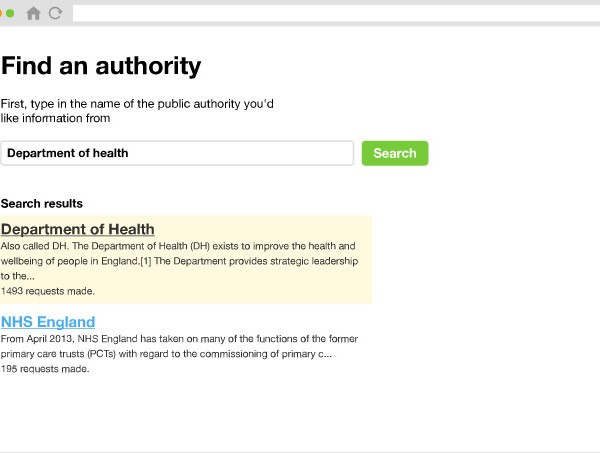 Find an authority
First, type in the name of the public authority you'd
like information from
Department of health
Search
Search results
Department of Health
Also called DH. The Department of Health (DH) exists to improve the health and
wellbeing of people in England.[1] The Department provides strategic leadership
to the...
1493 requests made.
NHS England
From April 2013, NHS England has taken on many of the functions of the former
primary care trusts (PCTs) with regard to the commissioning of primary c...
195 requests made.